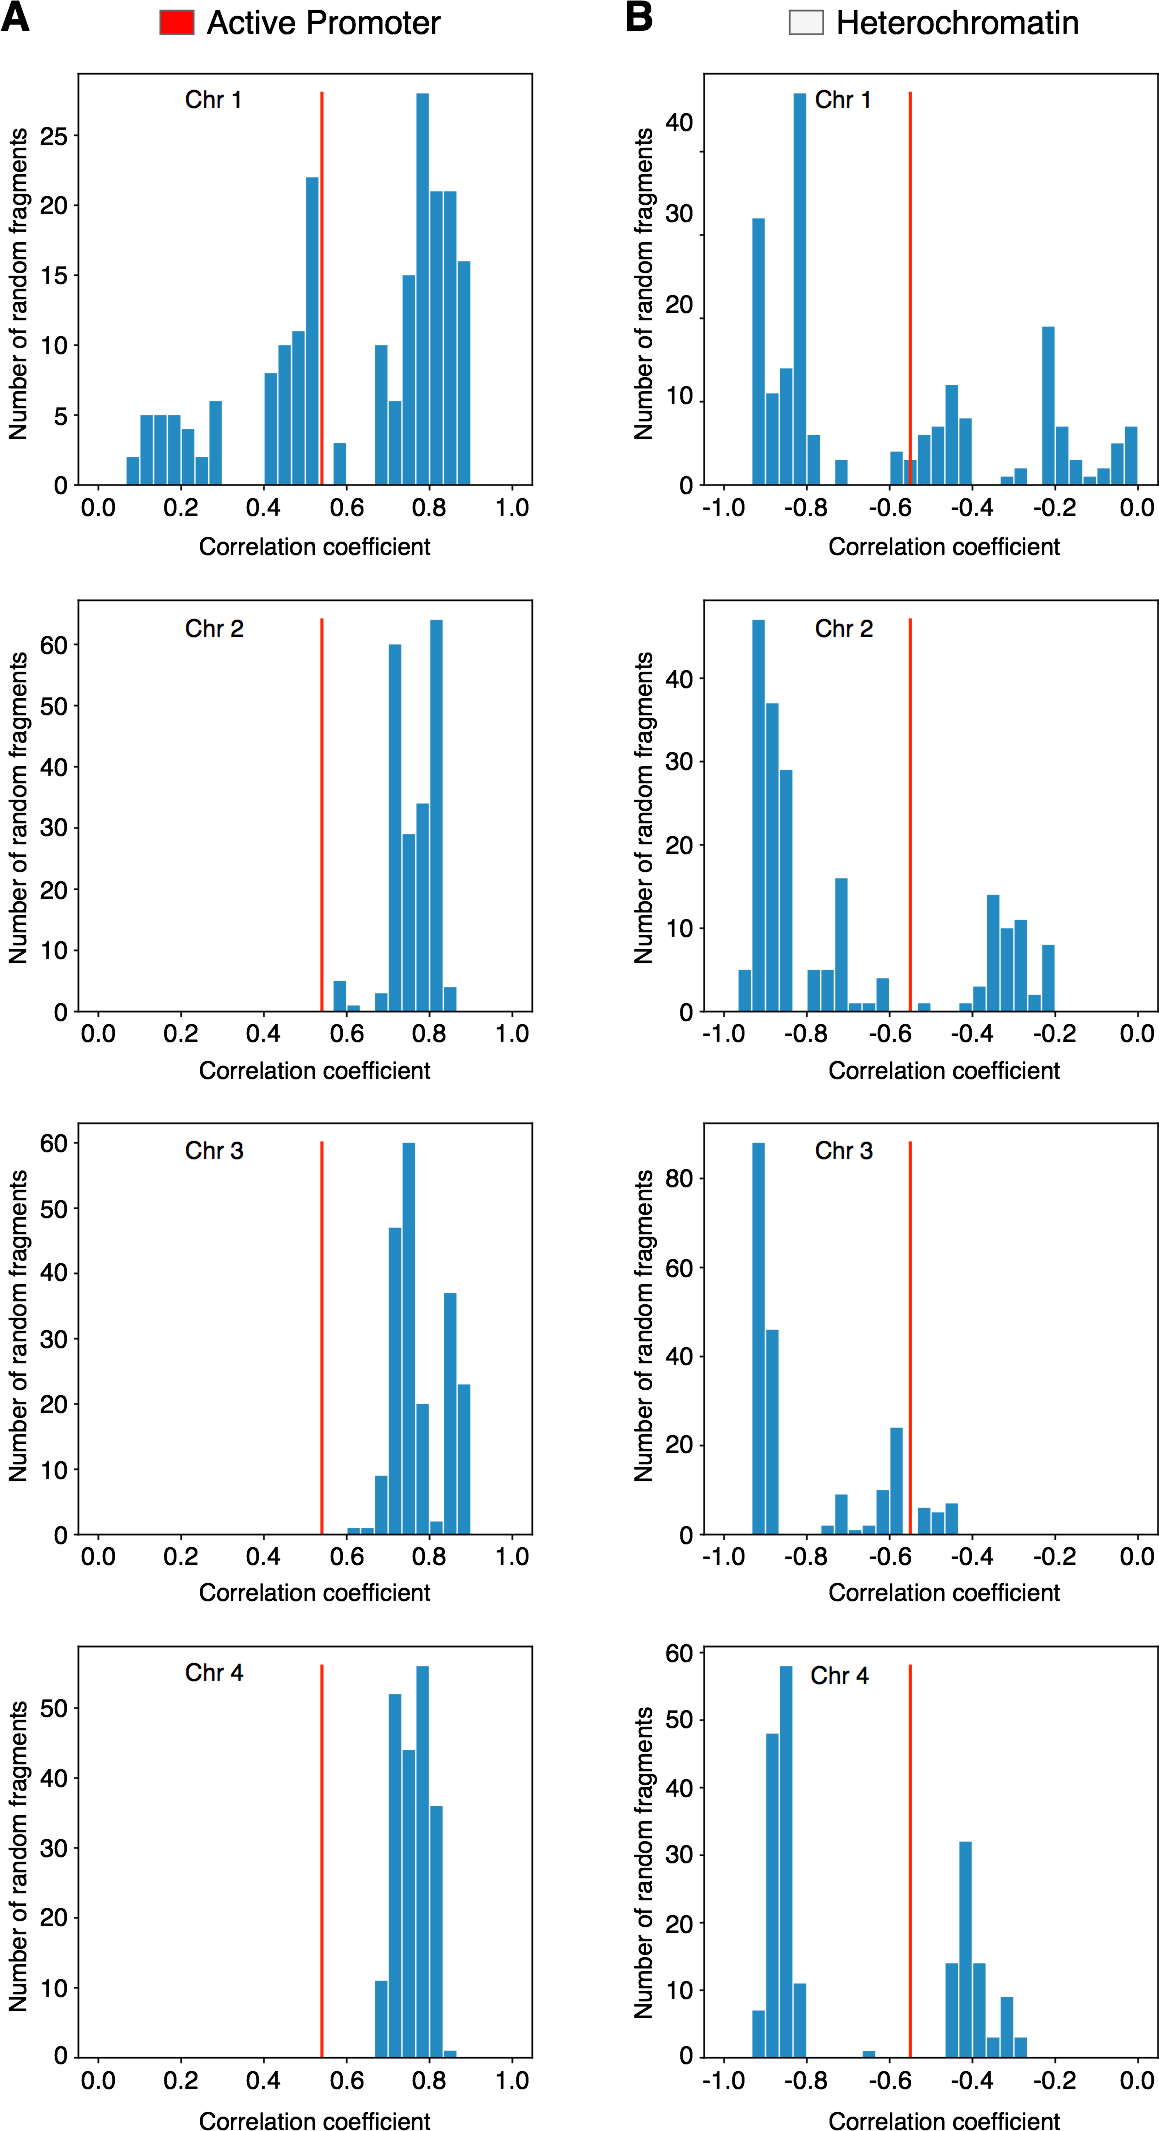 A Active Promoter
B Heterochromatin
Chr 1
Number of random fragments
25
20
15
10
5
0
0.0 0.2 0.4 0.6 0.8 1.0
Correlation coefficient
Chr 1
Number of random fragments
40
30
20
10
0
-1.0 -0.8 -0.6 -0.4 -0.2 0.0
Correlation coefficient
Chr 2
Number of random fragments
60
50
40
30
20
10
0
0.0 0.2 0.4 0.6 0.8 1.0
Correlation coefficient
Chr 2
Number of random fragments
40
30
20
10
0
-1.0 -0.8 -0.6 -0.4 -0.2 0.0
Correlation coefficient
Chr 3
Number of random fragments
60
50
40
30
20
10
0
0.0 0.2 0.4 0.6 0.8 1.0
Correlation coefficient
Chr 3
Number of random fragments
80
60
40
20
0
-1.0 -0.8 -0.6 -0.4 -0.2 0.0
Correlation coefficient
Chr 4
Number of random fragments
50
40
30
20
10
0
0.0 0.2 0.4 0.6 0.8 1.0
Correlation coefficient
Chr 4
Number of random fragments
60
50
40
30
20
10
0
-1.0 -0.8 -0.6 -0.4 -0.2 0.0
Correlation coefficient